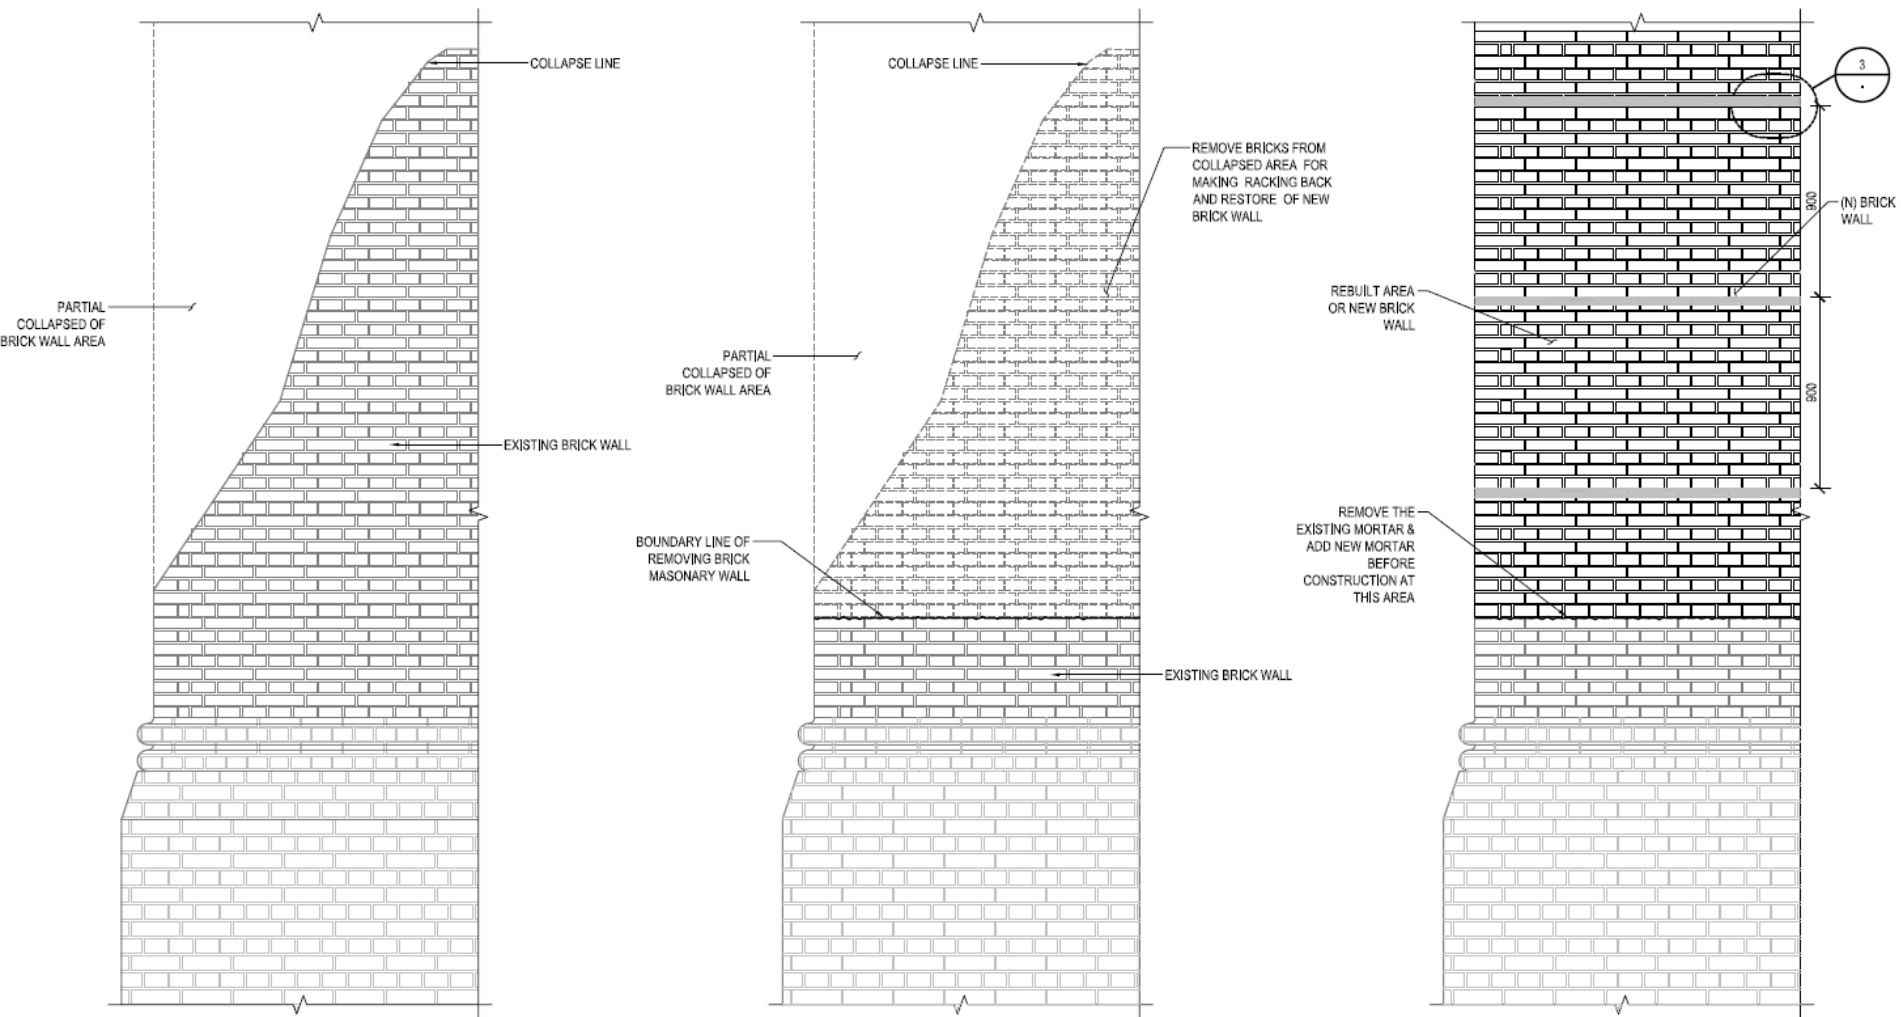 COLLAPSE LINE
PARTIAL
COLLAPSED OF
BRICK WALL AREA
EXISTING BRICK WALL
COLLAPSE LINE
REMOVE BRICKS FROM
COLLAPSED AREA FOR
MAKING RACKING BACK
AND RESTORE OF NEW
BRICK WALL
PARTIAL
COLLAPSED OF
BRICK WALL AREA
BOUNDARY LINE OF
REMOVING BRICK
MASONARY WALL
EXISTING BRICK WALL
3
900
(N) BRICK
WALL
REBUILT AREA
OR NEW BRICK
WALL
900
REMOVE THE
EXISTING MORTAR &
ADD NEW MORTAR
BEFORE
CONSTRUCTION AT
THIS AREA